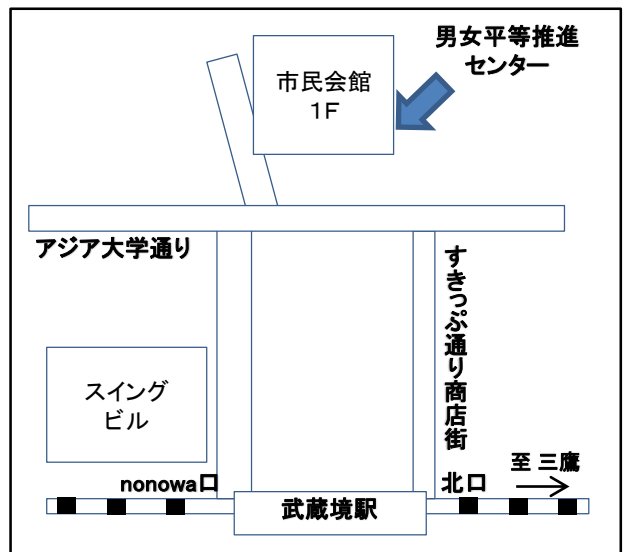 男女平等推進
センター
市民会館
1F
アジア大学通り
すきっぷ通り商店街
スイング
ビル
nonowa口
北口
至 三鷹
武蔵境駅